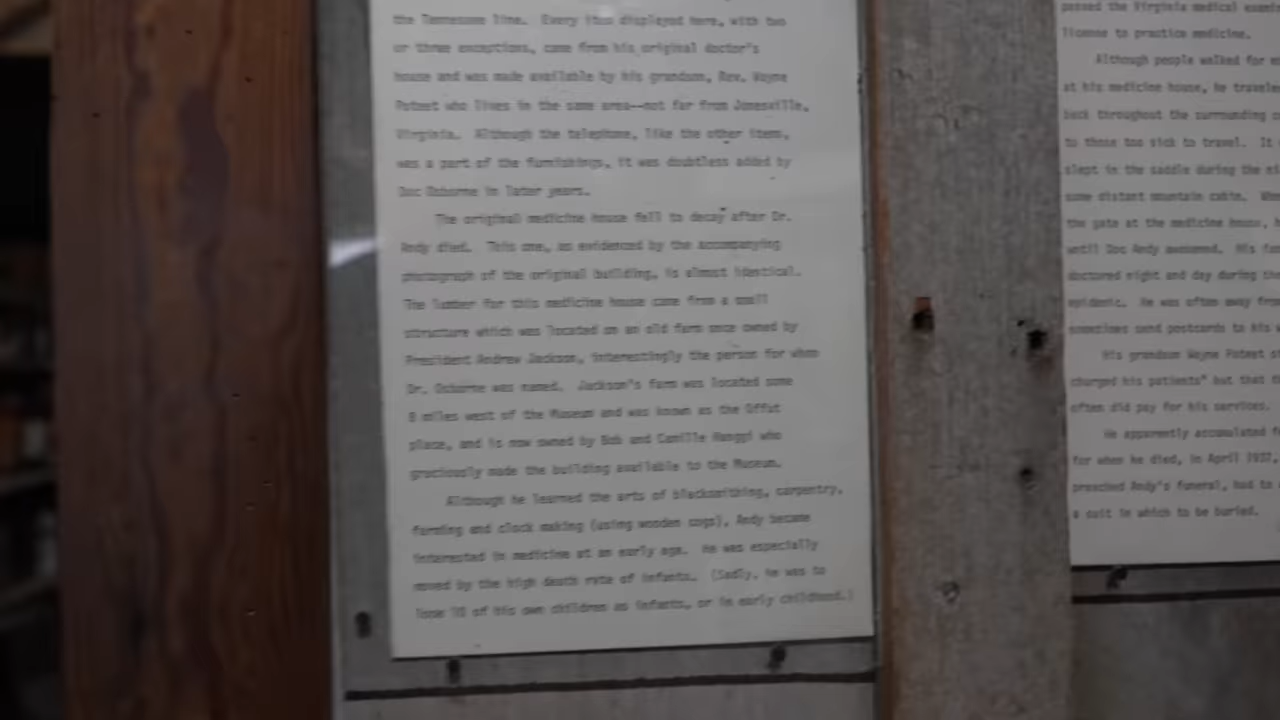 the Tennessee line. Every item displayed here, with two
or three exceptions, came from his original doctor's
house and was made available by his grandson, Rev. Wayne
Poteet who lives in the same area--not far from Jonesville,
Virginia. Although the telephone, like the other items,
was a part of the furnishings, it was doubtless added by
Doc Osborne in later years.
The original medicine house fell to decay after Dr.
Andy died. This one, as evidenced by the accompanying
photograph of the original building, is almost identical.
The lumber for this medicine house came from a small
structure which was located on an old farm once owned by
President Andrew Jackson, interestingly the person for whom
Dr. Osborne was named. Jackson's farm was located some
8 miles west of the Museum and was known as the Offut
place, and is now owned by Bob and Camille
graciously made the building available to the Museum.
Although he learned the arts of blacksmithing, carpentry,
farming and clock making (using wooden cogs), Andy became
interested in medicine at an early age. He was especially
moved by the high death rate of infants. (Sadly, he was to
lose 10 of his own children as infants, or in early childhood.)
passed the Virginia medical
license to practice medicine.
Although people walked for
at his medicine house, he
back throughout the surrounding
to those too sick to travel. It
slept in the saddle during the
some distant mountain cabin.
the gate at the medicine house,
until Doc Andy awakened. His
doctored night and day during the
epidemic. He was often away
sometimes send postcards to his
His grandson Wayne Poteet
charged his patients" but that
often did pay for his services.
He apparently accumulated
for when he died, in April 1937,
preached Andy's funeral, had to
a suit in which to be buried.